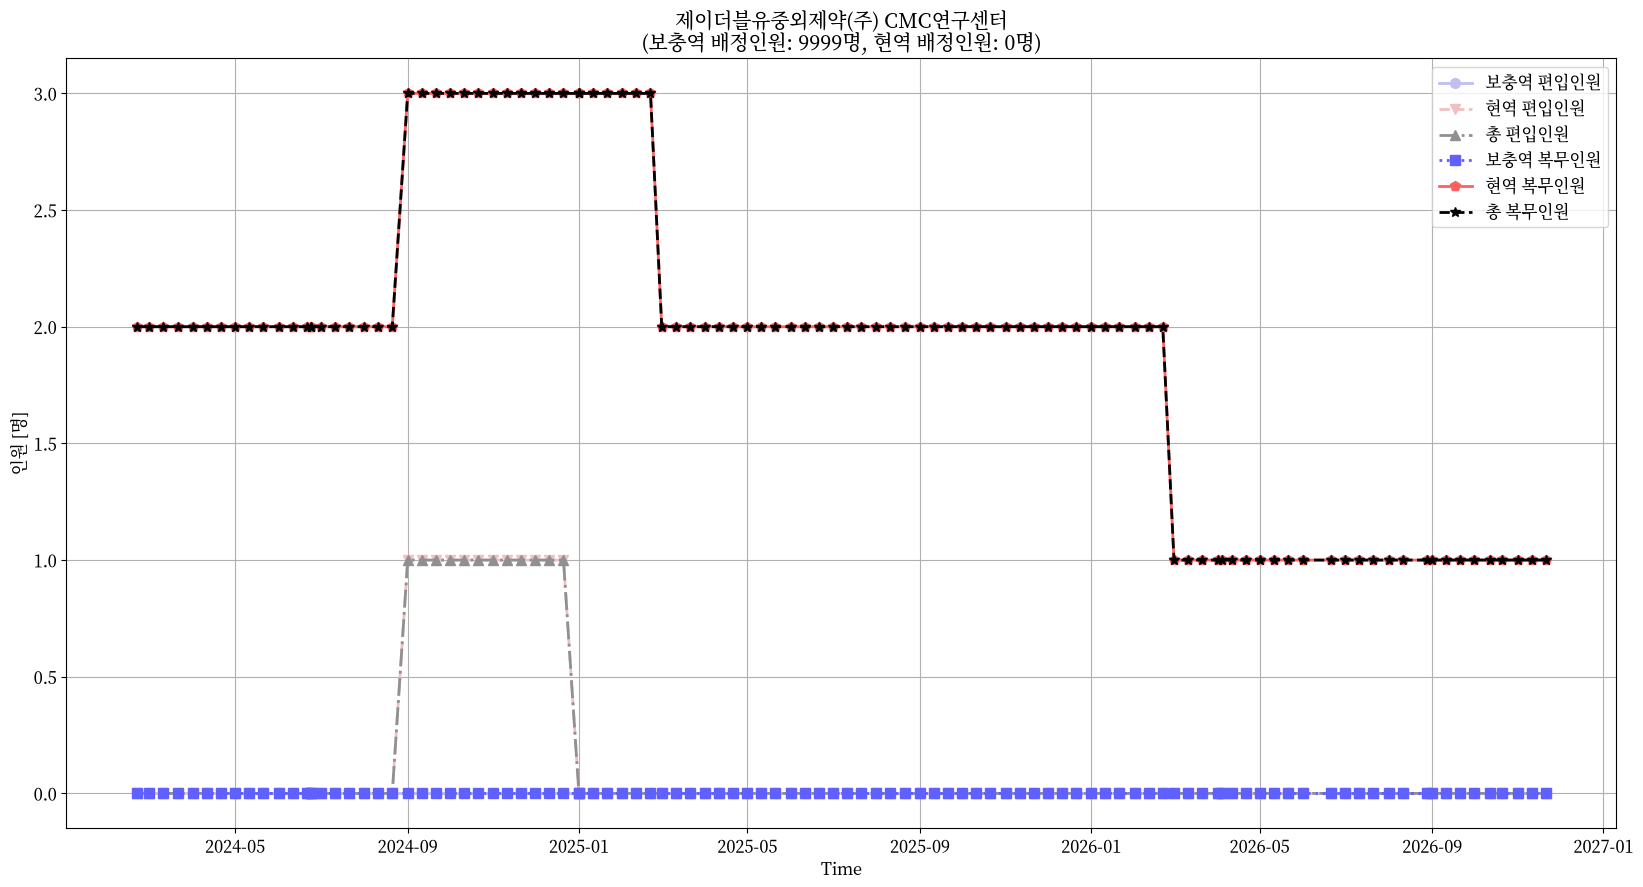 제이더블유중외제약(주) CMC연구센터
(보충역 배정인원: 9999명, 현역 배정인원: 0명)
보충역 편입인원
현역 편입인원
총 편입인원
보충역 복무인원
현역 복무인원
총 복무인원
인원 [명]
3.0
2.5
2.0
1.5
1.0
0.5
0.0
2024-05
2024-09
2025-01
2025-05
2025-09
2026-01
2026-05
2026-09
2027-01
Time